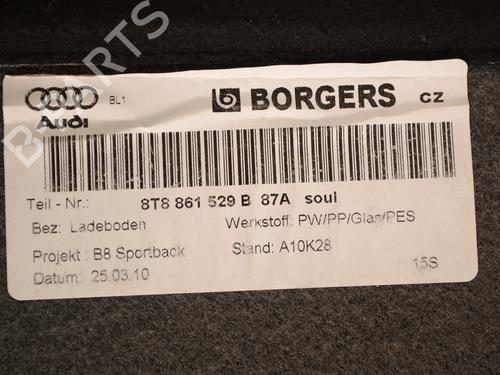 B-PARTS
BL1
BORGERS
CZ
Audi
Teil - Nr.: 8T8 861 529 B 87A soul
Bez: Ladeboden Werkstoff: PW/PP/Glas/PES
Projekt: B8 Sportback Stand: A10K28
Datum: 25.03.10 15S